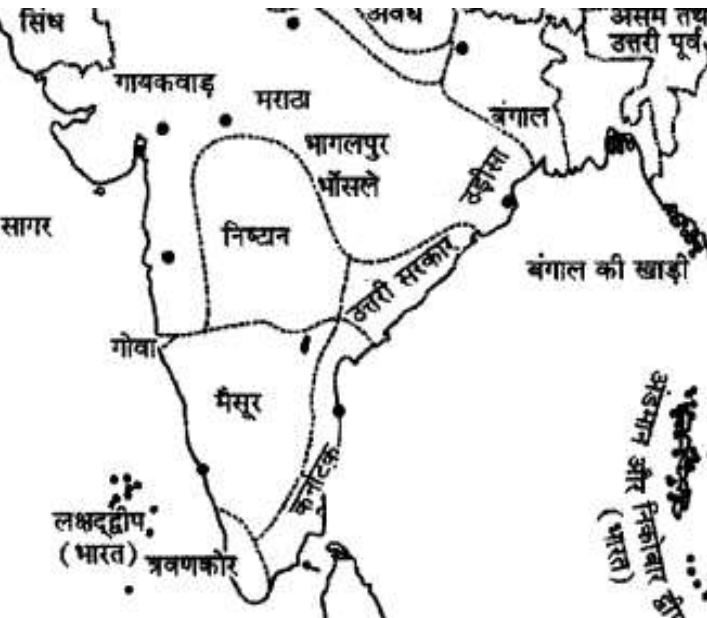 सिंध
अवध
असम तथ
उत्तरी पूर्व
गायकवाड़
मराठा
बंगाल
भागलपुर
भोंसले
उड़ीसा
सागर
निष्टान
उत्तरी सरकार
बंगाल की खाड़ी
गोवा
मैसूर
कर्नाटक
अंडमान और निकोबार द्वीप
(भारत)
लक्षद्द्वीप
(भारत)
त्रवणकोर